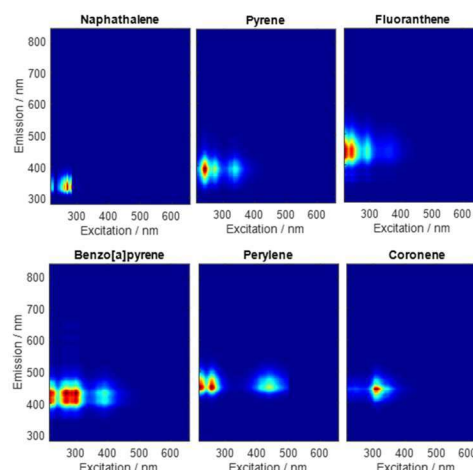 Naphathalene
Pyrene
Fluoranthene
Emission / nm
800
700
600
500
400
300
300 400 500 600
300 400 500 600
300 400 500 600
Excitation / nm
Excitation / nm
Excitation / nm
Benzo[a]pyrene
Perylene
Coronene
Emission / nm
800
700
600
500
400
300
300 400 500 600
300 400 500 600
300 400 500 600
Excitation / nm
Excitation / nm
Excitation / nm